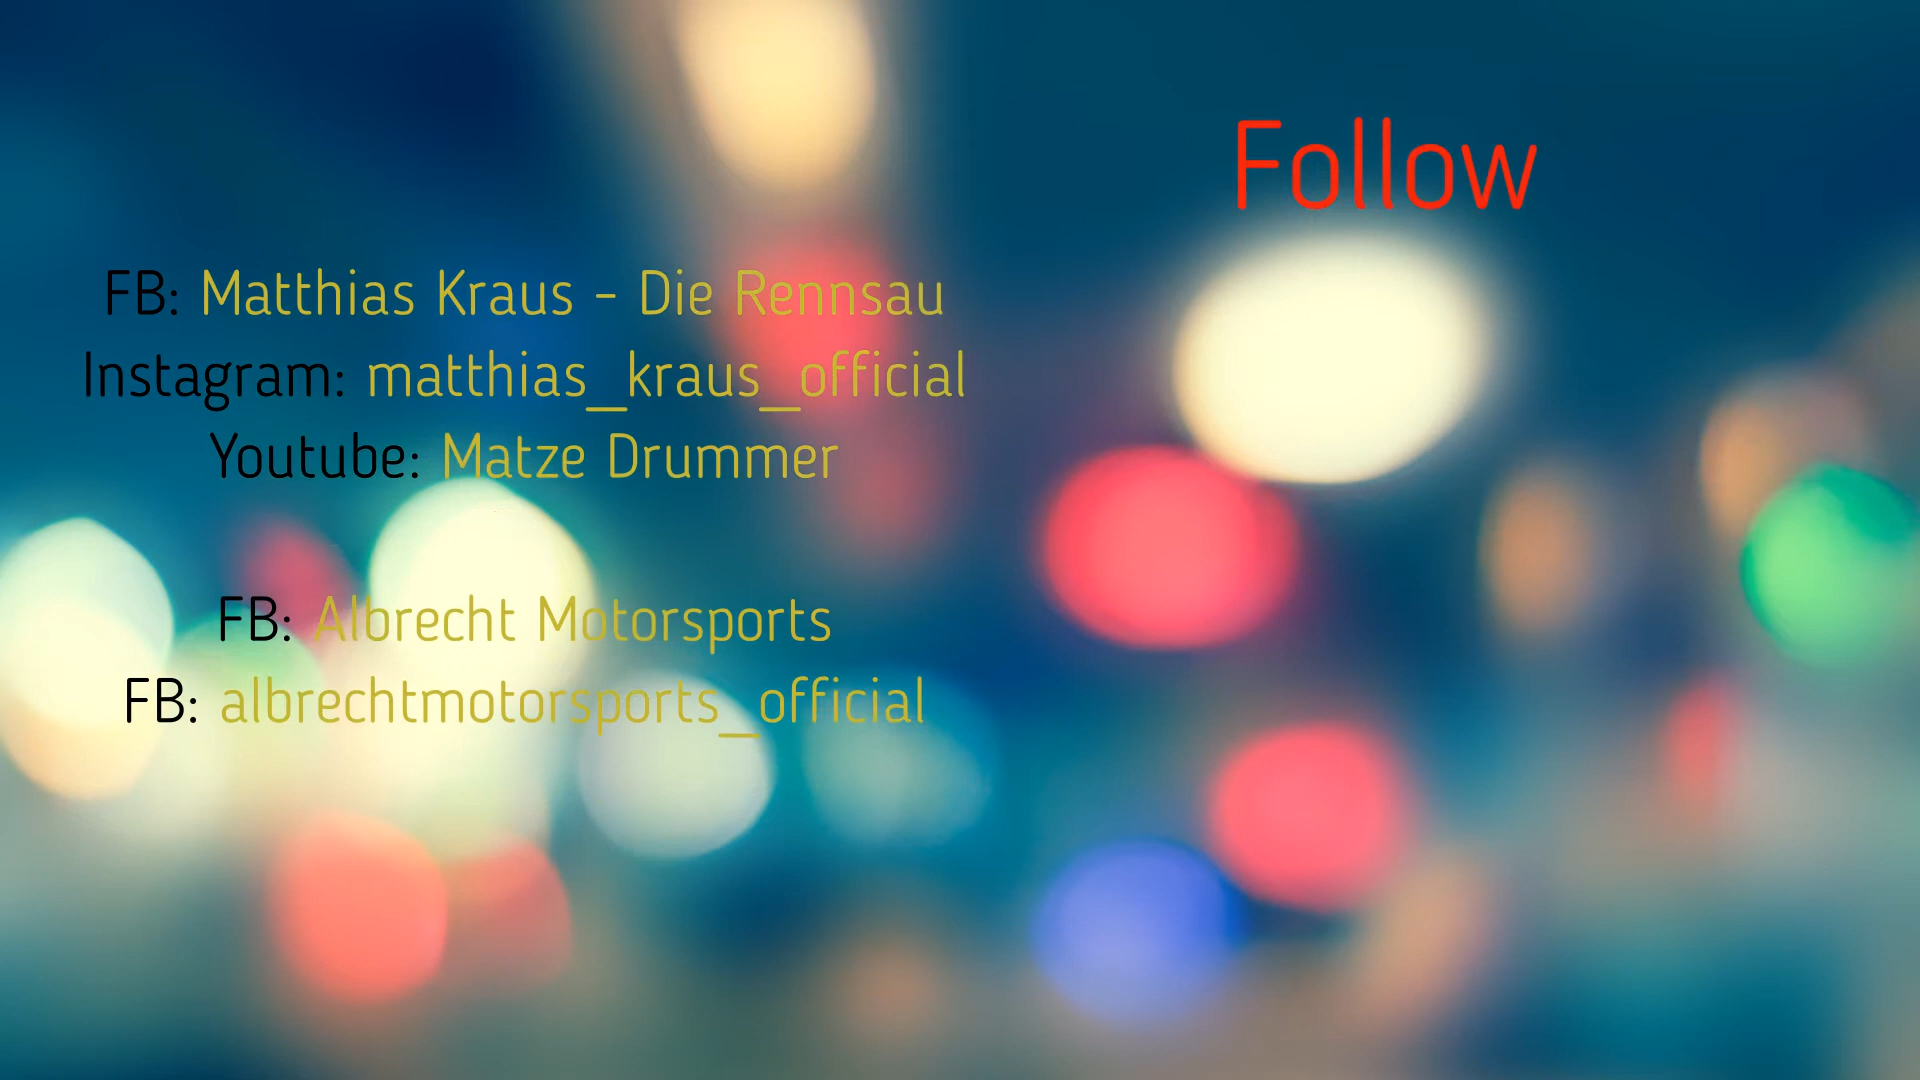 Follow
FB: Matthias Kraus - Die Rennsau
Instagram: matthias_kraus_official
Youtube: Matze Drummer
FB: Albrecht Motorsports
FB: albrechtmotorsports_official